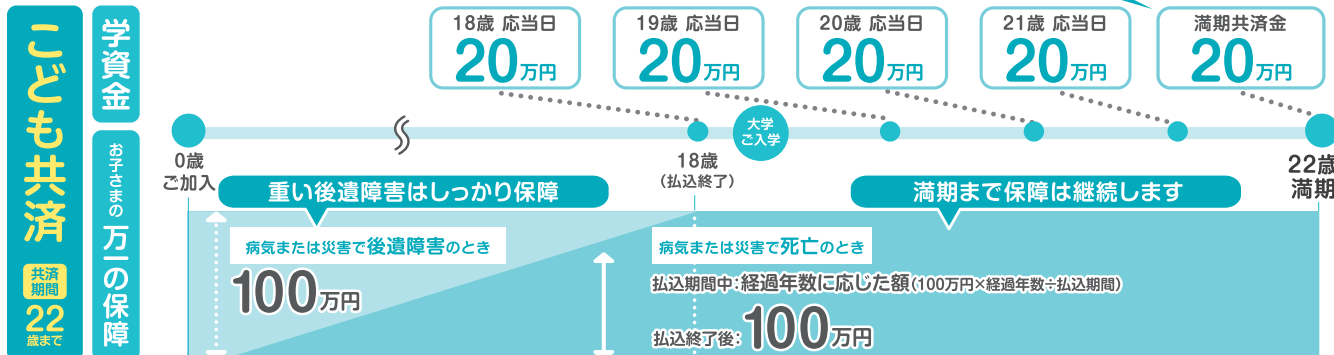 こども共済
共済
期間
22
歳まで
学資金
お子さまの 万一の保障
18歳 応当日
20万円
19歳 応当日
20万円
20歳 応当日
20万円
21歳 応当日
20万円
満期共済金
20万円
0歳
ご加入
18歳
（払込終了）
大学
ご入学
22歳
満期
重い後遺障害はしっかり保障
満期まで保障は継続します
病気または災害で後遺障害のとき
100万円
病気または災害で死亡のとき
払込期間中：経過年数に応じた額（100万円×経過年数÷払込期間）
払込終了後：100万円